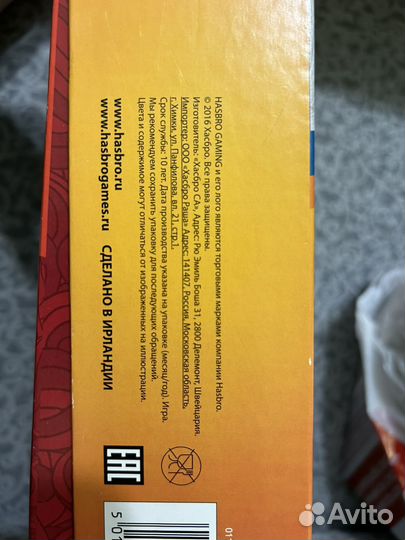 HASBRO GAMING и его лого являются торговыми марками компании Hasbro.
© 2016 Хасбро. Все права защищены.
Изготовитель: «Хасбро СА», Адрес: Рю Эмиль Боша 31, 2800 Делемонт, Швейцария.
Импортер: ООО «Хасбро Раша» Адрес: 141407, Россия, Московская область,
г. Химки, ул. Панфилова, вл. 21, стр.1.
Срок службы: 10 лет. Дата производства указана на упаковке (месяц/год). Игра.
Мы рекомендуем сохранить упаковку для последующих обращений.
Цвета и содержимое могут отличаться от изображенных на иллюстрации.
www.hasbro.ru
www.hasbrogames.ru
СДЕЛАНО В ИРЛАНДИИ
EAC
5 01
01-
Avito